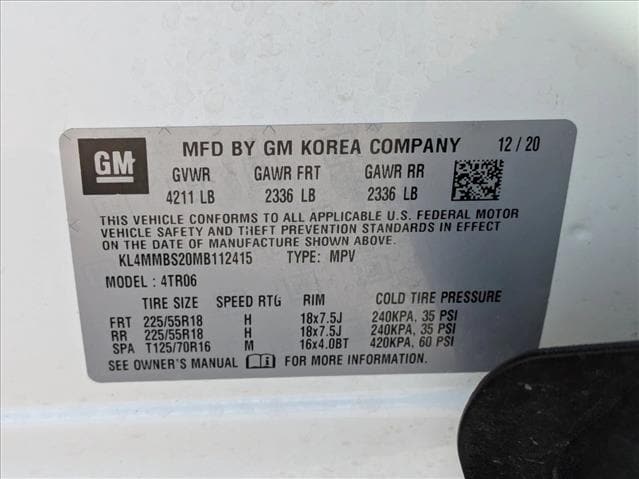 GM
MFD BY GM KOREA COMPANY 12/20
GVWR GAWR FRT GAWR RR
4211 LB 2336 LB 2336 LB
THIS VEHICLE CONFORMS TO ALL APPLICABLE U.S. FEDERAL MOTOR
VEHICLE SAFETY AND THEFT PREVENTION STANDARDS IN EFFECT ON
THE DATE OF MANUFACTURE SHOWN ABOVE.
KL4MMBS20MB112415 TYPE: MPV
MODEL: 4TR06
TIRE SIZE SPEED RTG RIM COLD TIRE PRESSURE
FRT 225/55R18 H 18x7.5J 240KPA, 35 PSI
RR 225/55R18 H 18x7.5J 240KPA, 35 PSI
SPA T125/70R16 M 16x4.0BT 420KPA, 60 PSI
SEE OWNER'S MANUAL FOR MORE INFORMATION.